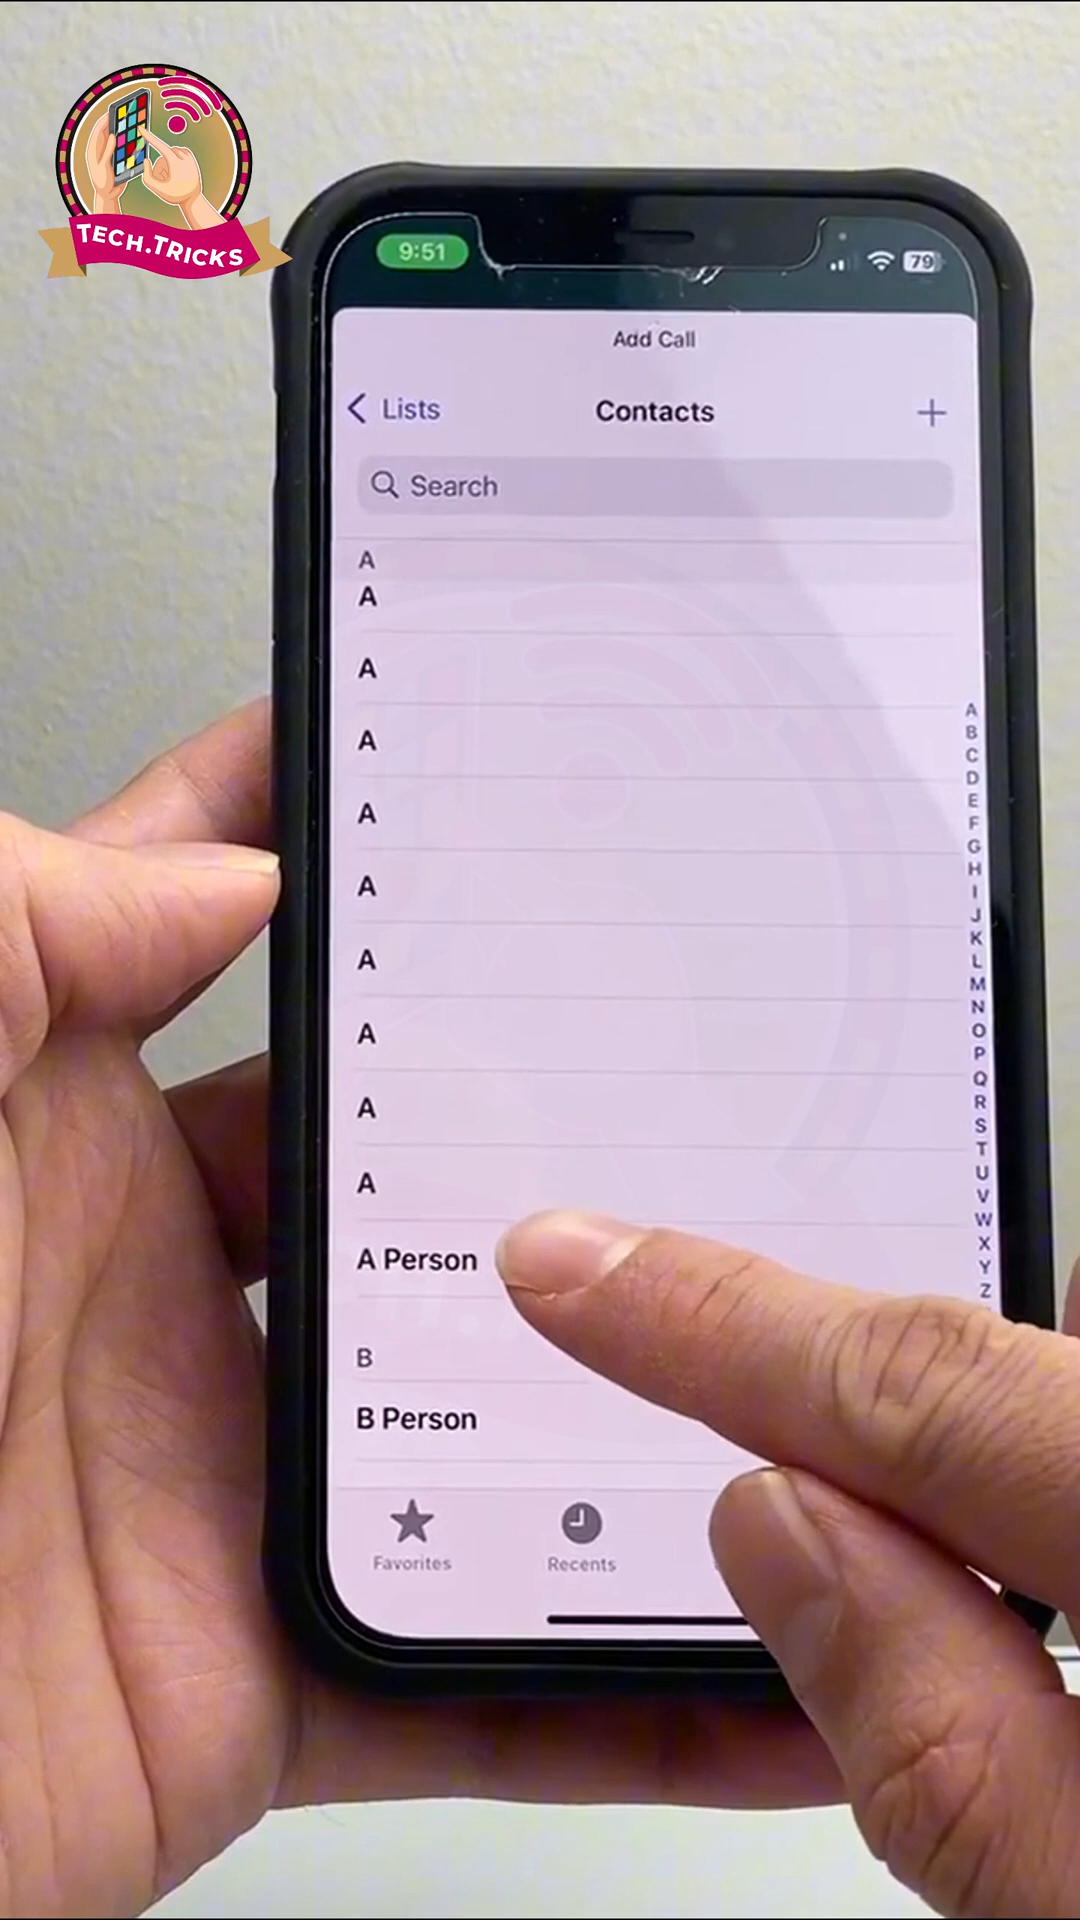 TECH.TRICKS
9:51
79
Add Call
Lists
Contacts
Search
A
A
A
A
A
A
A
A
A
A
A Person
B
B Person
A
B
C
D
E
F
G
H
I
J
K
L
M
N
O
P
Q
R
S
T
U
V
W
X
Y
Z
Favorites
Recents